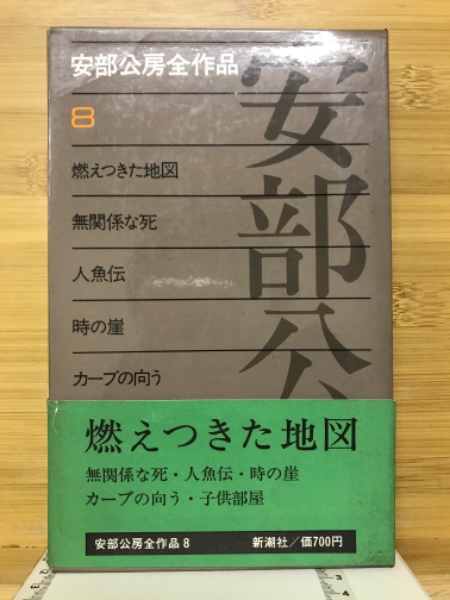 安部公房全作品
8
燃えつきた地図
無関係な死
人魚伝
時の崖
カーブの向う
安部公
燃えつきた地図
無関係な死・人魚伝・時の崖
カーブの向う・子供部屋
安部公房全作品8 新潮社／価700円
3
4